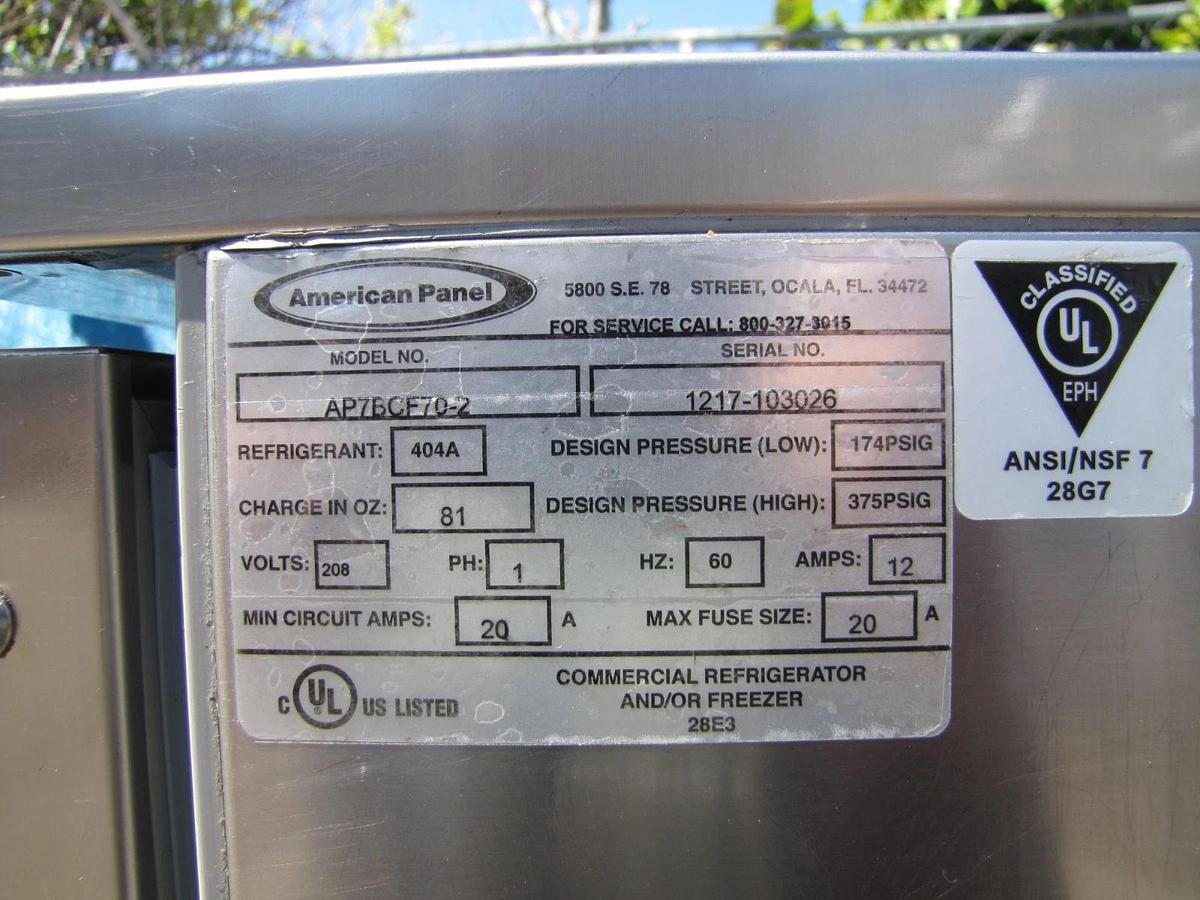 American Panel
5800 S.E. 78 STREET, OCALA, FL. 34472
FOR SERVICE CALL: 800-327-3015
MODEL NO. SERIAL NO.
AP7BCF70-2 1217-103026
REFRIGERANT: 404A DESIGN PRESSURE (LOW): 174PSIG
CHARGE IN OZ: 81 DESIGN PRESSURE (HIGH): 375PSIG
VOLTS: 208 PH: 1 HZ: 60 AMPS: 12
MIN CIRCUIT AMPS: 20 A MAX FUSE SIZE: 20 A
C UL ® US LISTED
COMMERCIAL REFRIGERATOR
AND/OR FREEZER
28E3
CLASSIFIED
UL
EPH
ANSI/NSF 7
28G7